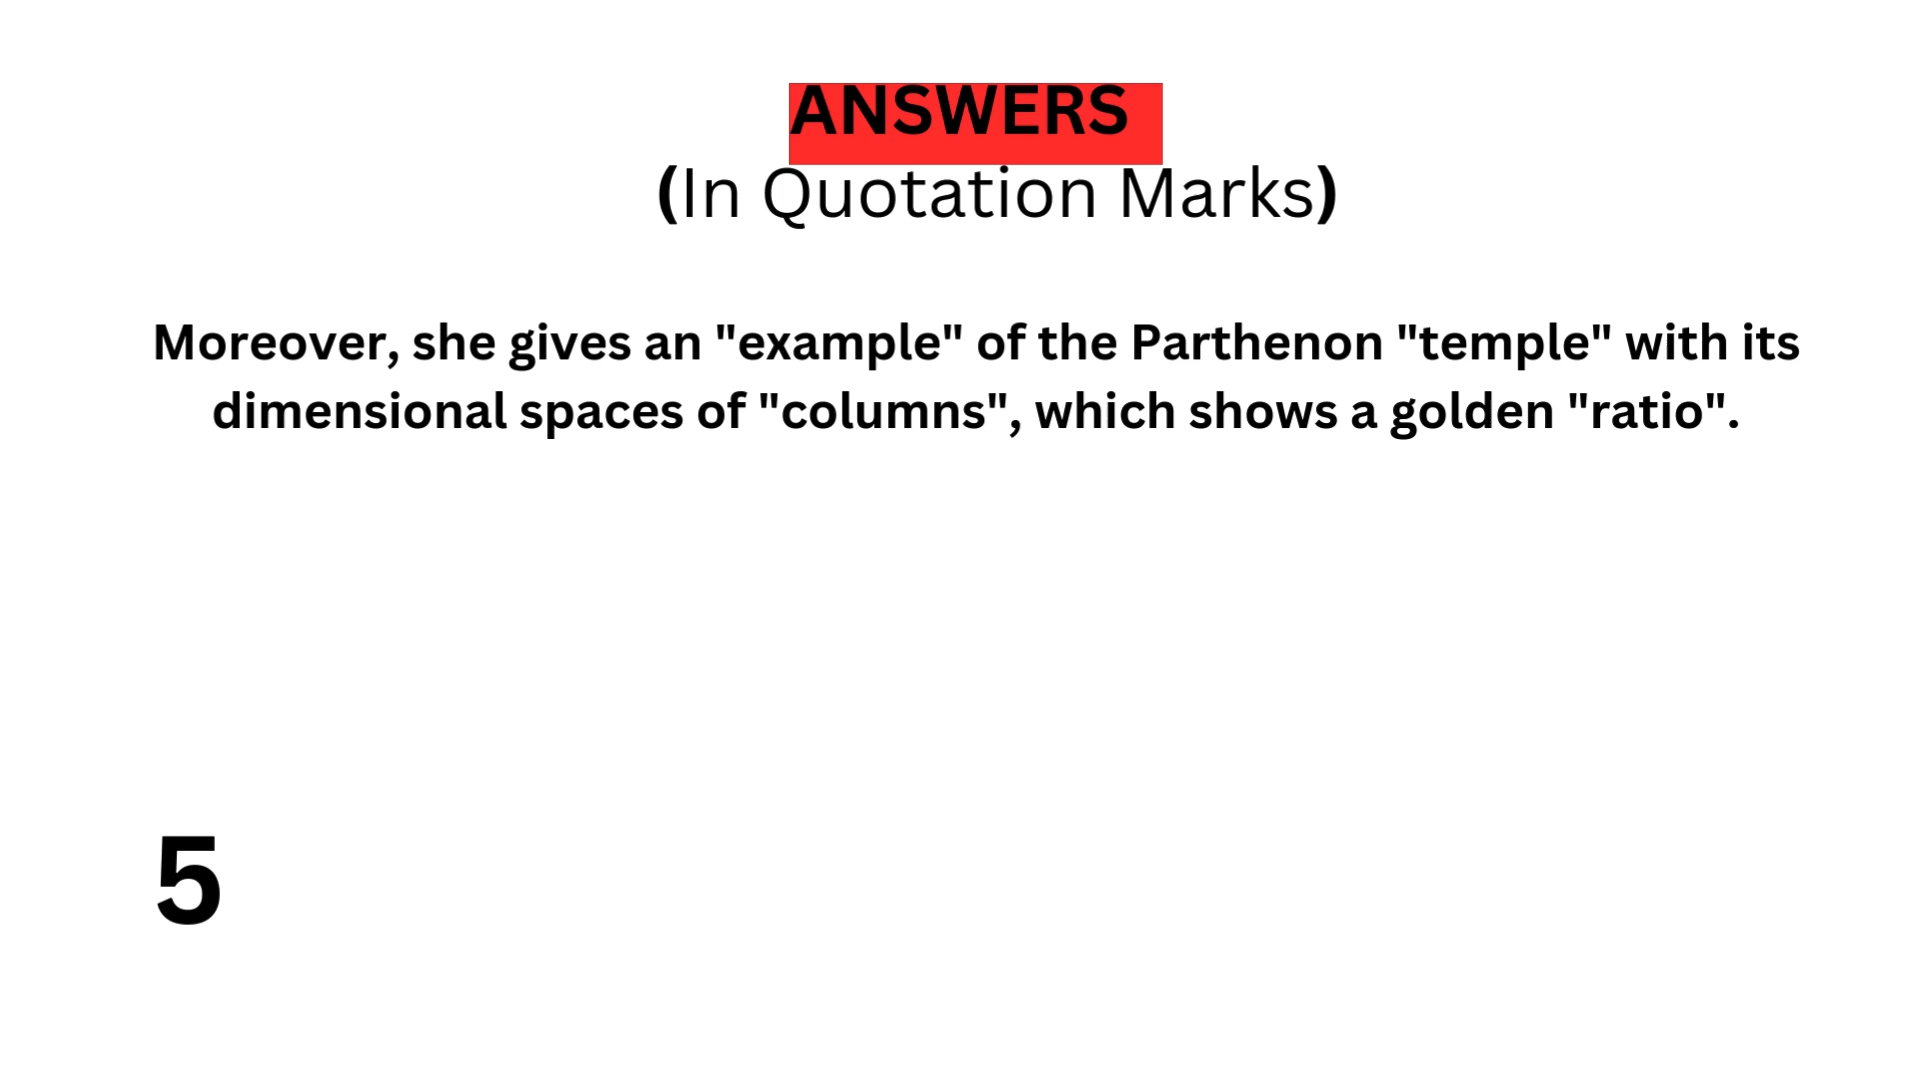 ANSWERS
(In Quotation Marks)
Moreover, she gives an "example" of the Parthenon "temple" with its
dimensional spaces of "columns", which shows a golden "ratio".
5